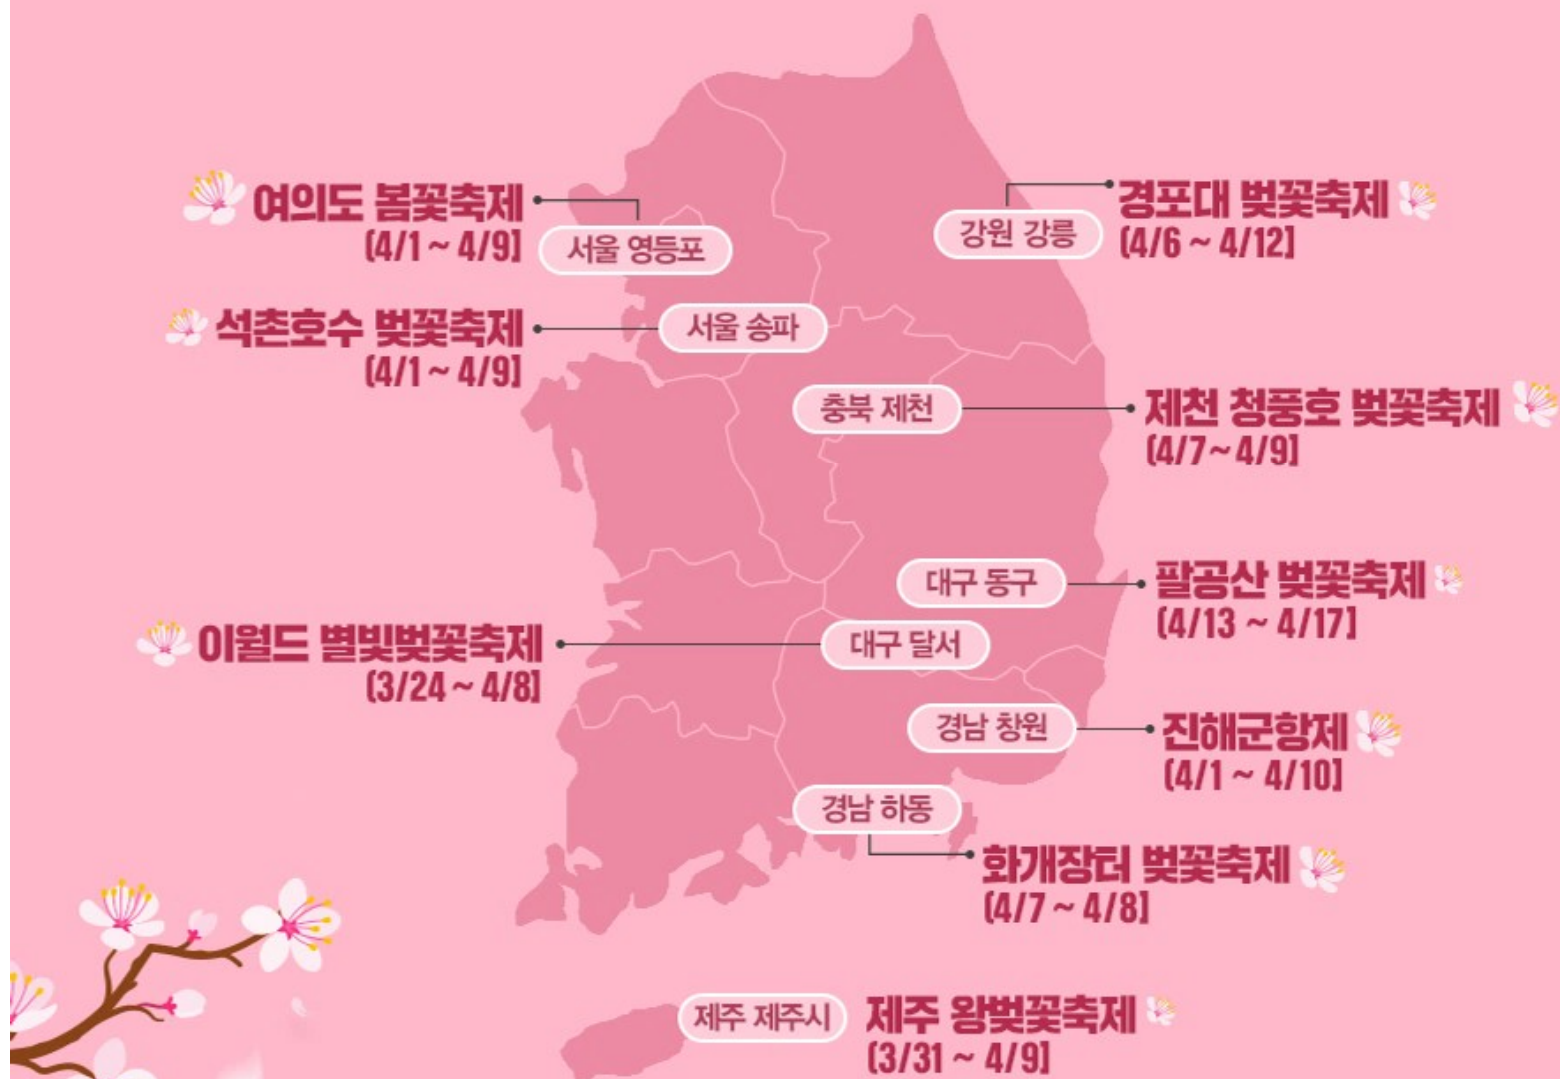 여의도 봄꽃축제
(4/1 ~ 4/9]
서울 영등포
경포대 벚꽃축제
(4/6 ~ 4/12]
강원 강릉
석촌호수 벚꽃축제
(4/1 ~ 4/9]
서울 송파
충북 제천
제천 청풍호 벚꽃축제
(4/7~4/9]
대구 동구
팔공산 벚꽃축제
(4/13 ~ 4/17]
이월드 별빛벚꽃축제
(3/24 ~ 4/8]
대구 달서
경남 창원
진해군항제
(4/1 ~ 4/10]
경남 하동
화개장터 벚꽃축제
(4/7 ~ 4/8]
제주 제주시
제주 왕벚꽃축제
(3/31 ~ 4/9]